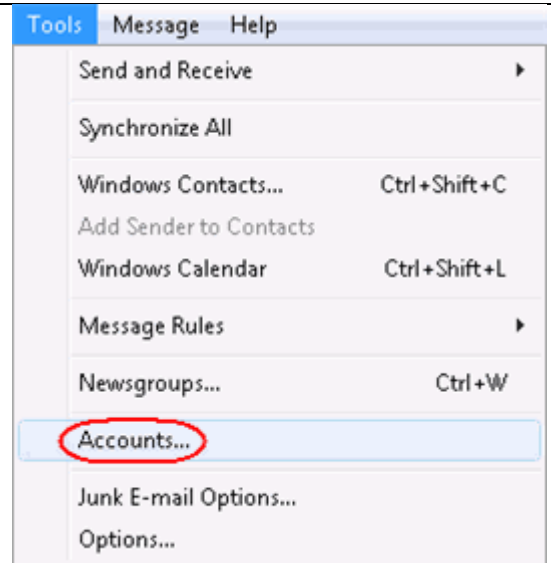 Tools Message Help
Send and Receive
Synchronize All
Windows Contacts... Ctrl+Shift+C
Add Sender to Contacts
Windows Calendar Ctrl+Shift+L
Message Rules
Newsgroups... Ctrl+W
Accounts...
Junk E-mail Options...
Options...